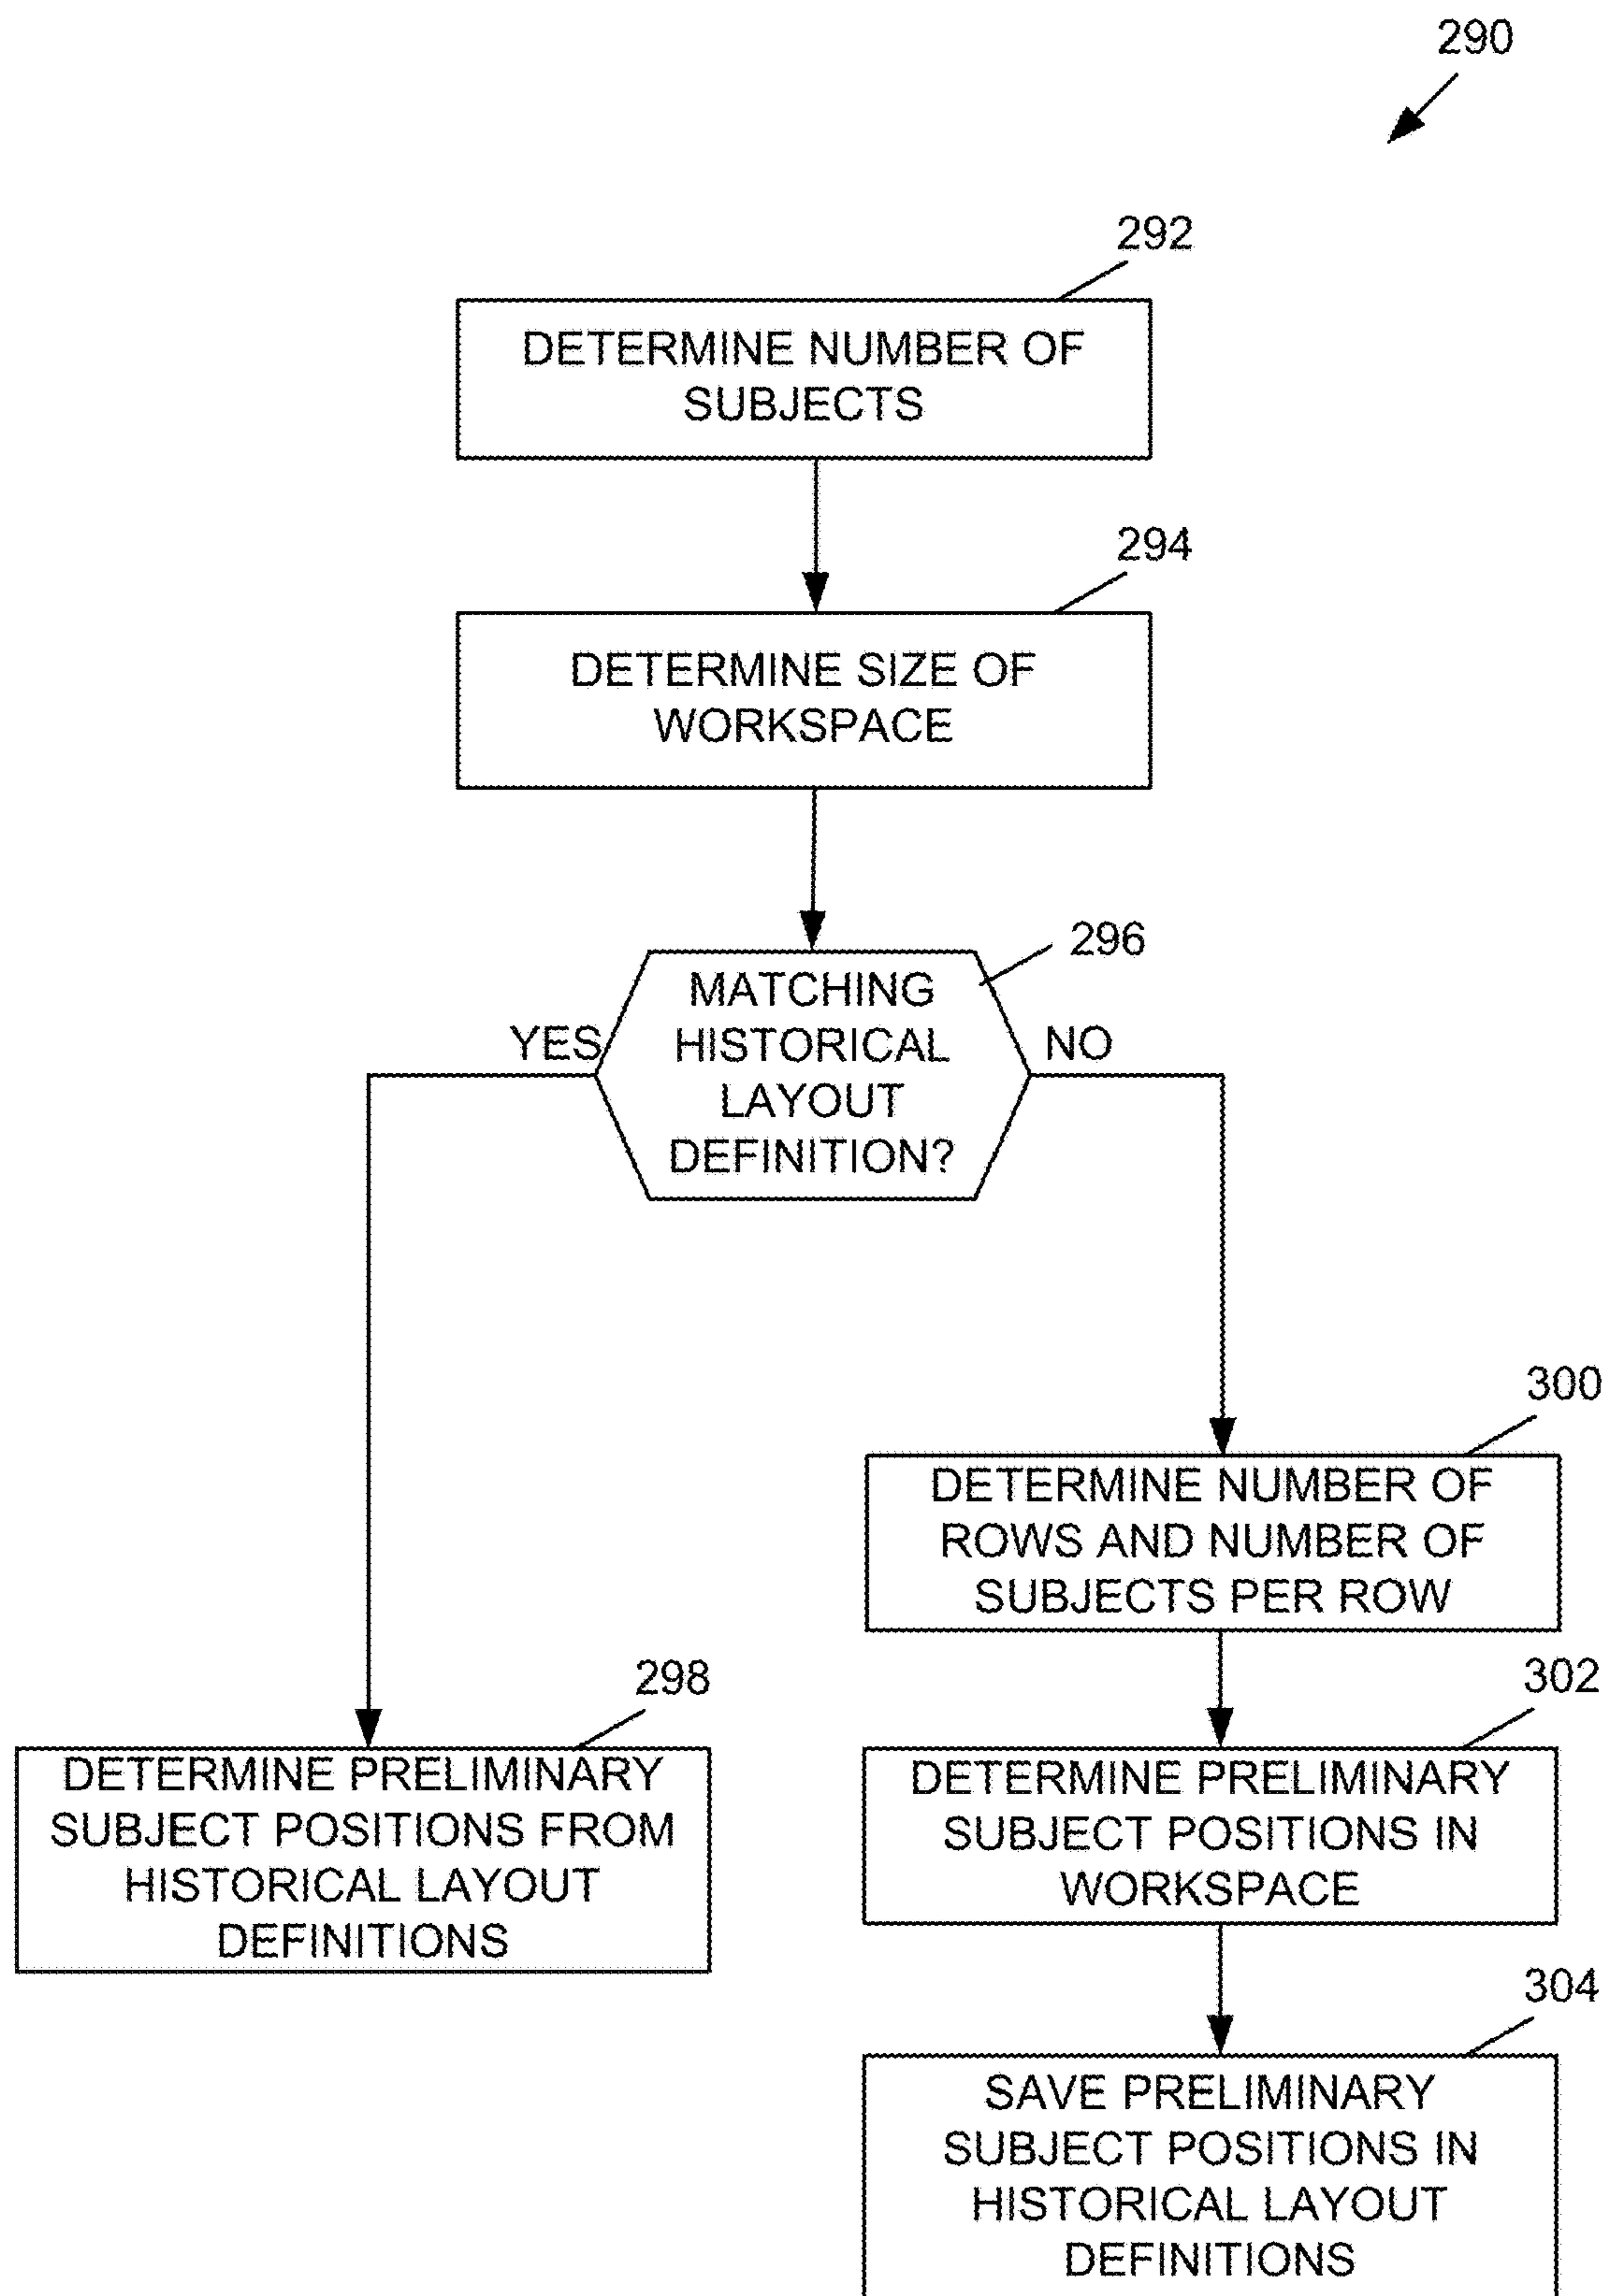 290
292
DETERMINE NUMBER OF
SUBJECTS
294
DETERMINE SIZE OF
WORKSPACE
296
MATCHING
HISTORICAL
LAYOUT
DEFINITION?
YES
NO
300
DETERMINE NUMBER OF
ROWS AND NUMBER OF
SUBJECTS PER ROW
298
DETERMINE PRELIMINARY
SUBJECT POSITIONS FROM
HISTORICAL LAYOUT
DEFINITIONS
302
DETERMINE PRELIMINARY
SUBJECT POSITIONS IN
WORKSPACE
304
SAVE PRELIMINARY
SUBJECT POSITIONS IN
HISTORICAL LAYOUT
DEFINITIONS